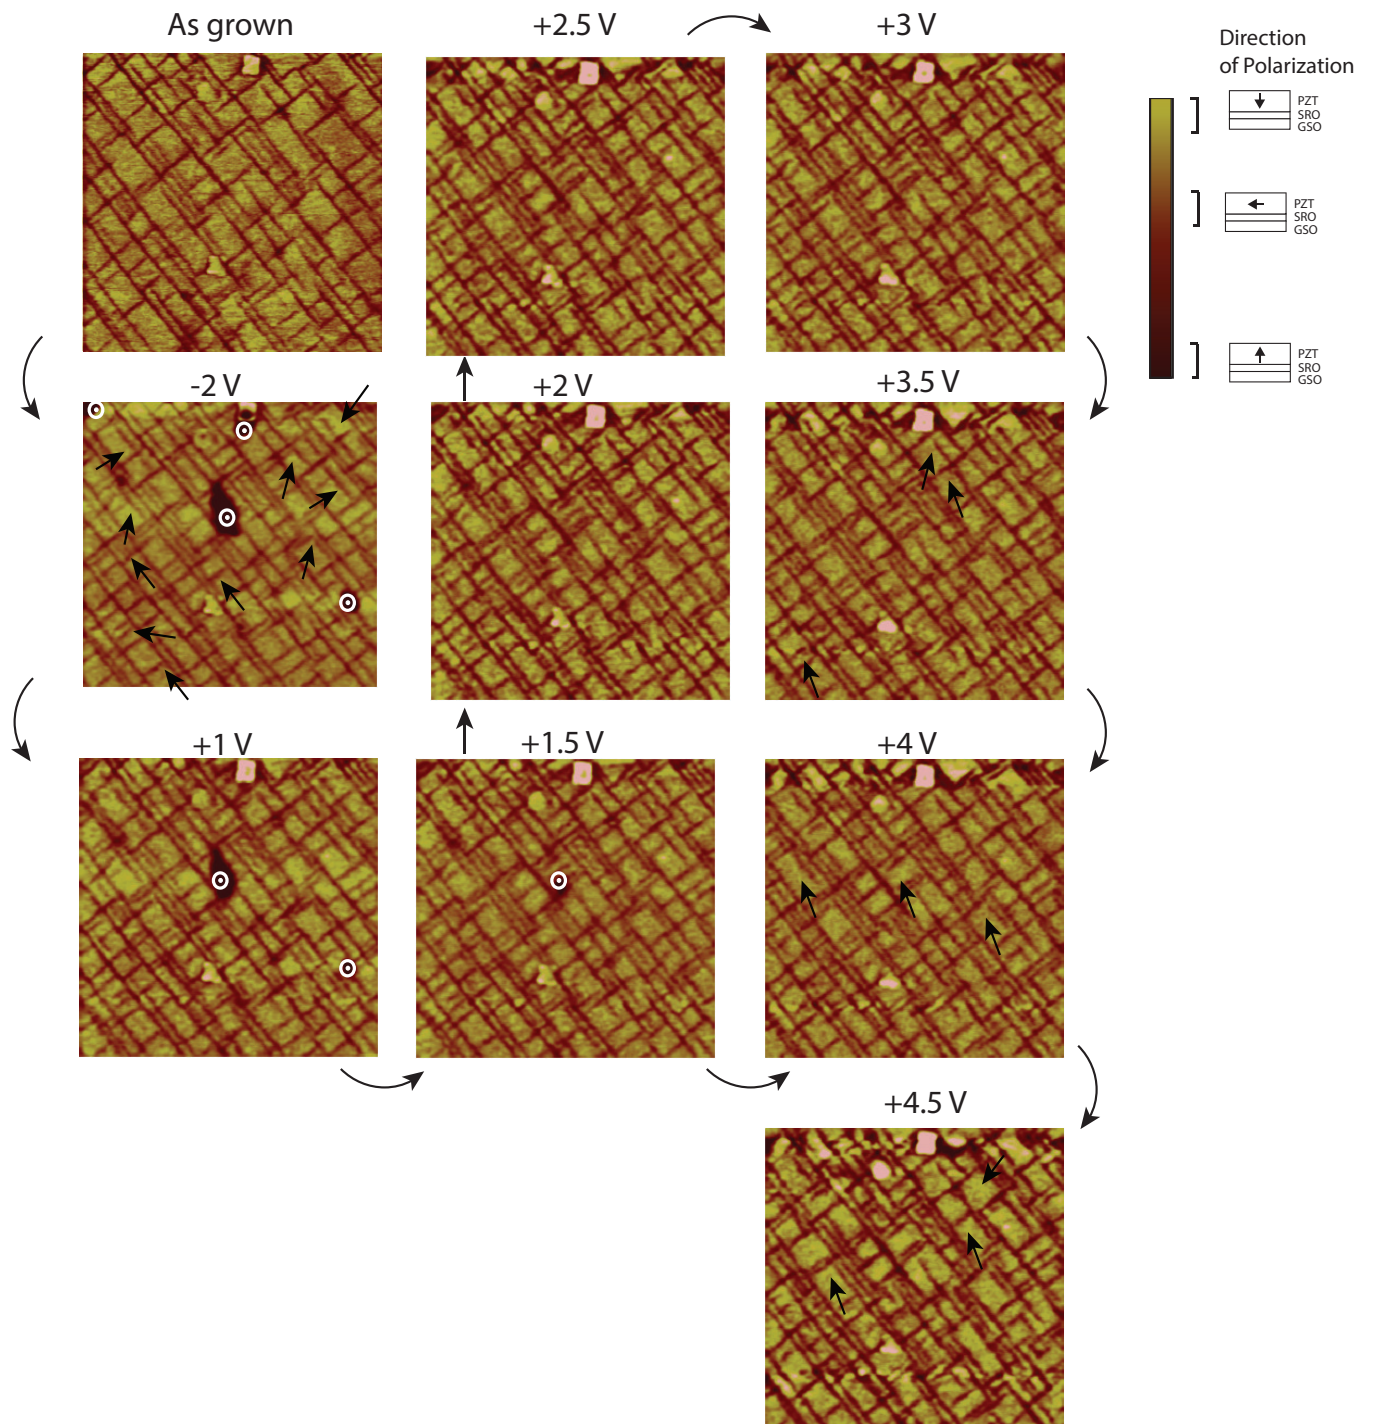 As grown
+2.5 V
+3 V
Direction
of Polarization
PZT
SRO
GSO
PZT
SRO
GSO
PZT
SRO
GSO
-2 V
+2 V
+3.5 V
+1 V
+1.5 V
+4 V
+4.5 V